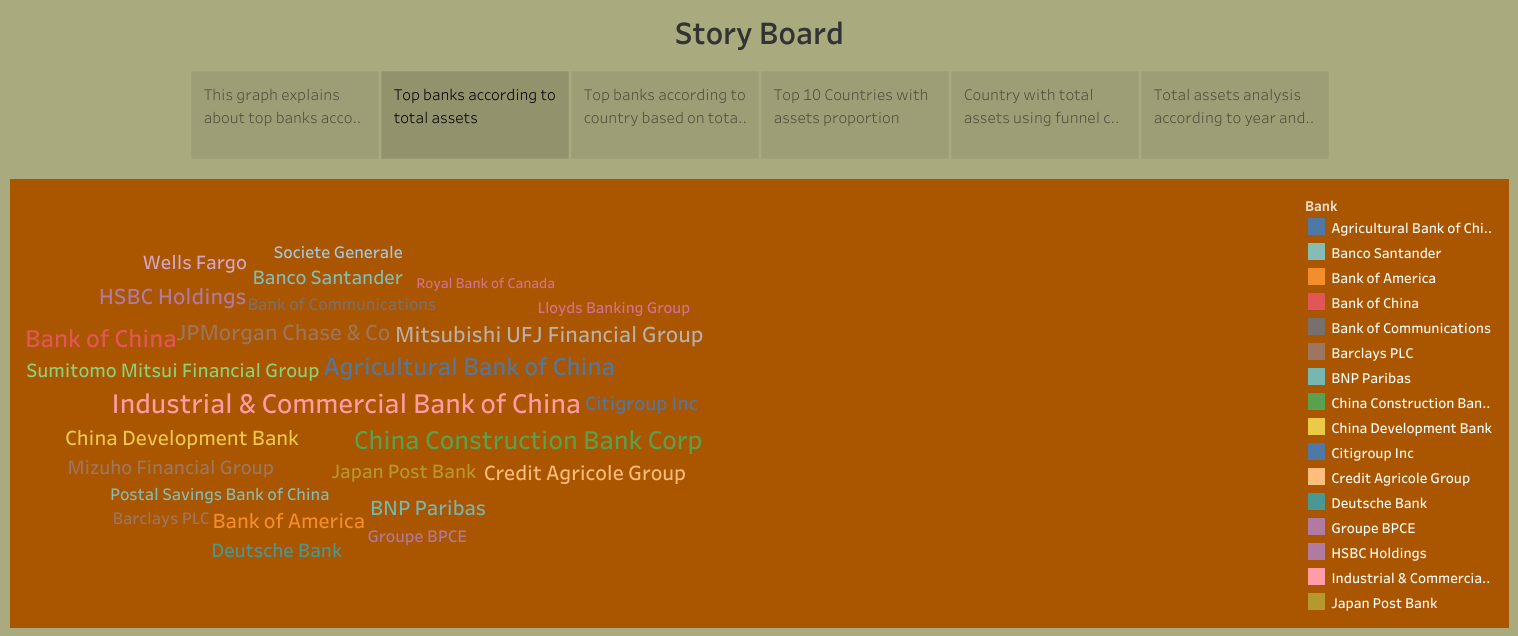 Story Board
This graph explains
about top banks acco..
Top banks according to
total assets
Top banks according to
country based on tota..
Top 10 Countries with
assets proportion
Country with total
assets using funnel c..
Total assets analysis
according to year and..
Societe Generale
Wells Fargo
Banco Santander
Royal Bank of Canada
HSBC Holdings
Bank of Communications
Lloyds Banking Group
Bank of China
JPMorgan Chase & Co
Mitsubishi UFJ Financial Group
Sumitomo Mitsui Financial Group
Agricultural Bank of China
Industrial & Commercial Bank of China
Citigroup Inc
China Development Bank
China Construction Bank Corp
Mizuho Financial Group
Japan Post Bank
Credit Agricole Group
Postal Savings Bank of China
BNP Paribas
Barclays PLC
Bank of America
Groupe BPCE
Deutsche Bank
Bank
Agricultural Bank of Chi..
Banco Santander
Bank of America
Bank of China
Bank of Communications
Barclays PLC
BNP Paribas
China Construction Ban..
China Development Bank
Citigroup Inc
Credit Agricole Group
Deutsche Bank
Groupe BPCE
HSBC Holdings
Industrial & Commercia..
Japan Post Bank